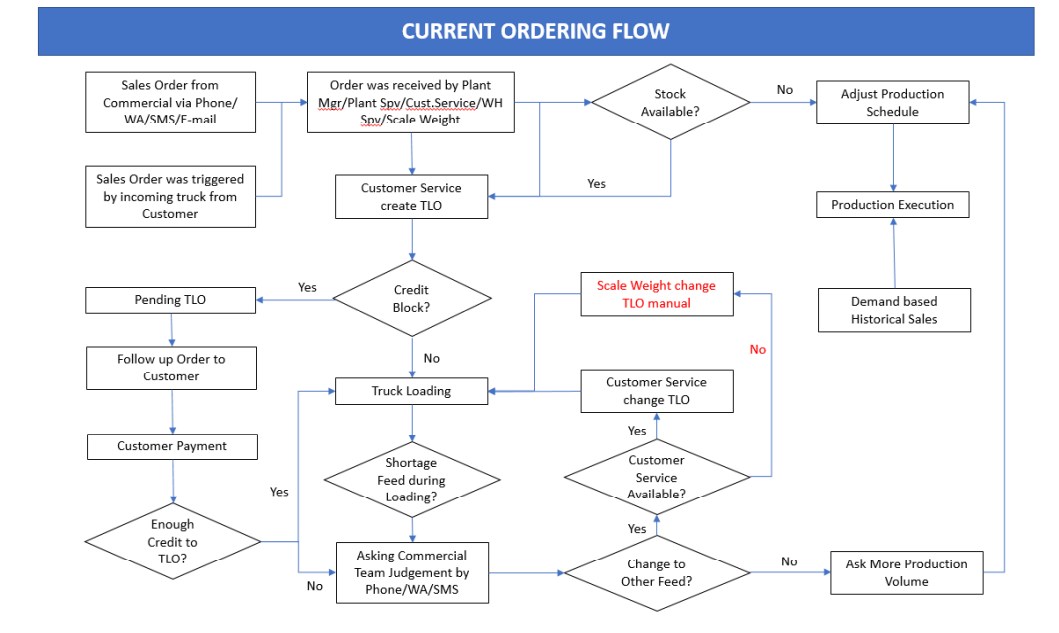 CURRENT ORDERING FLOW
Sales Order from
Commercial via Phone/
WA/SMS/E-mail
Order was received by Plant
Mgr/Plant Spv/Cust.Service/WH
Spv/Scale Weight
Stock
Available?
No
Adjust Production
Schedule
Sales Order was triggered
by incoming truck from
Customer
Customer Service
create TLO
Yes
Production Execution
Yes
Credit
Block?
Pending TLO
Scale Weight change
TLO manual
Demand based
Historical Sales
No
No
Follow up Order to
Customer
Truck Loading
Customer Service
change TLO
Yes
Customer Payment
Shortage
Feed during
Loading?
Customer
Service
Available?
Yes
Enough
Credit to
TLO?
Yes
No
Asking Commercial
Team Judgement by
Phone/WA/SMS
Change to
Other Feed?
No
Ask More Production
Volume